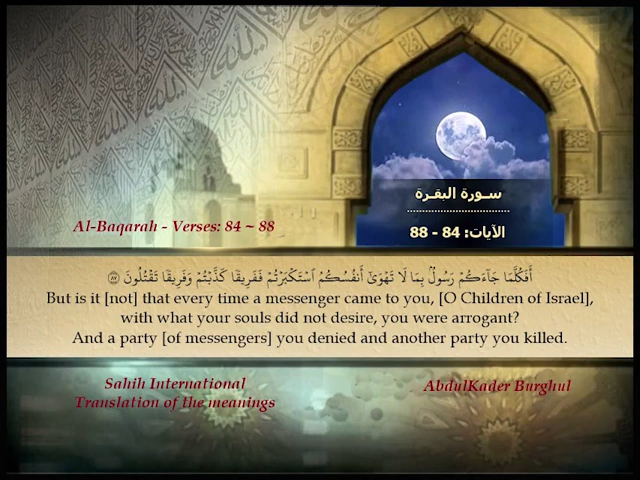 سورة البقرة
Al-Baqarah - Verses: 84 ~ 88
الآيات: 84 - 88
أَفَكُلَّمَا جَآءَكُمْ رَسُولٌۢ بِمَا لَا تَهْوَىٰٓ أَنفُسُكُمُ ٱسْتَكْبَرْتُمْ فَفَرِيقًا كَذَّبْتُمْ وَفَرِيقًا تَقْتُلُونَ ٨٧
But is it [not] that every time a messenger came to you, [O Children of Israel],
with what your souls did not desire, you were arrogant?
And a party [of messengers] you denied and another party you killed.
Sahih International
Translation of the meanings
AbdulKader Burghul